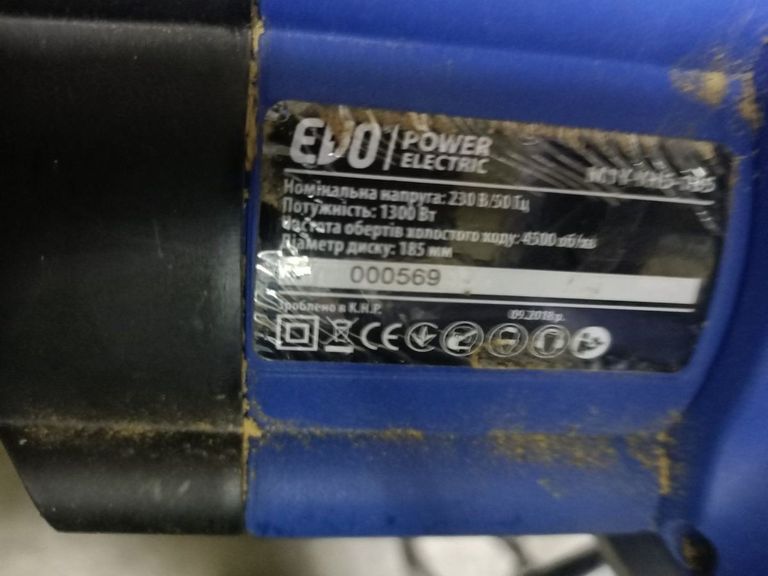 EDO POWER ELECTRIC
Номінальна напруга: 230 В/50 Гц
Потужність: 1300 Вт
Частота обертів холостого ходу: 4500 об/хв
Діаметр диску: 185 мм
000569
Зроблено в К.Н.Р. 09.2018 р.
CE